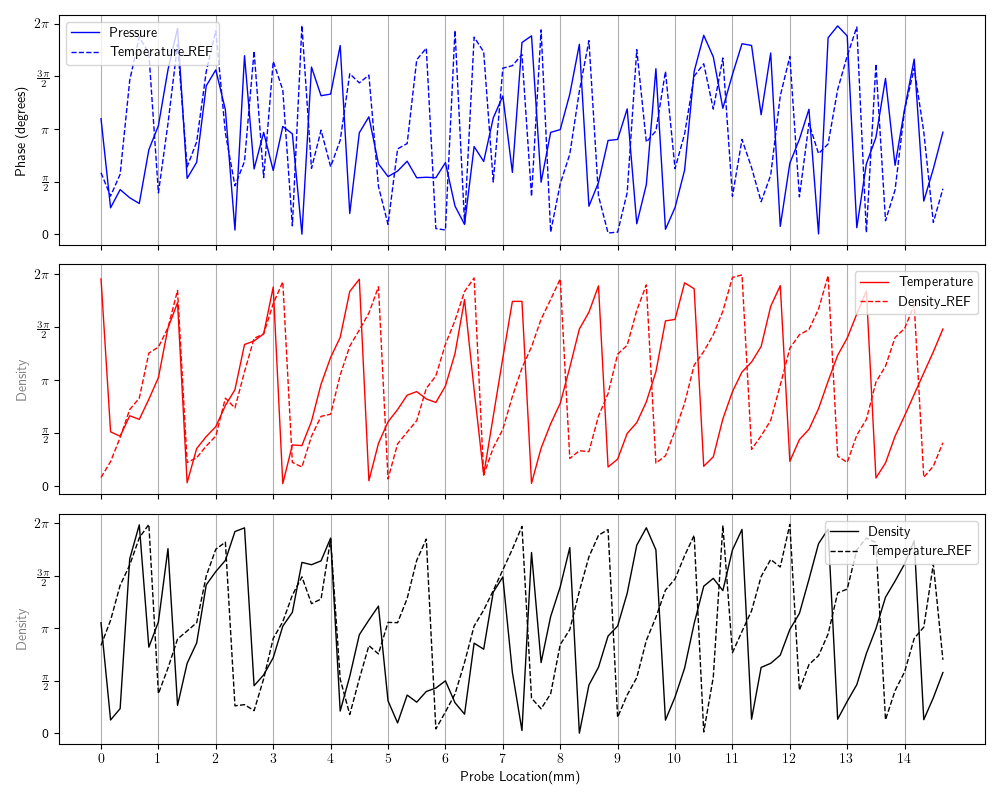 2π
Pressure
Temperature_REF
3π/2
Phase (degrees)
π
π/2
0
2π
Temperature
Density_REF
3π/2
Density
π
π/2
0
2π
Density
Temperature_REF
3π/2
Density
π
π/2
0
0 1 2 3 4 5 6 7 8 9 10 11 12 13 14
Probe Location(mm)